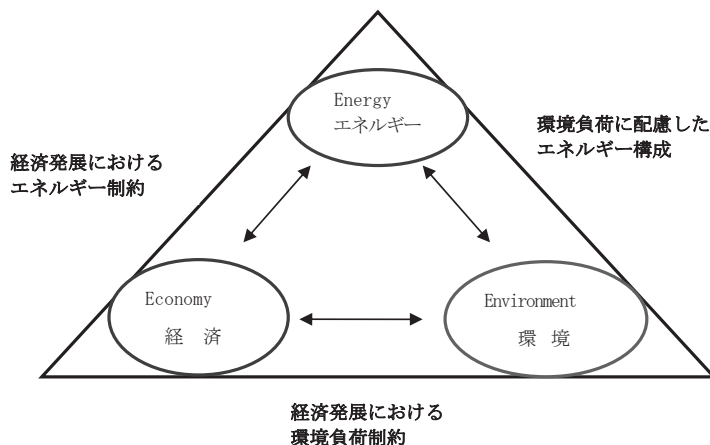 Energy
エネルギー
環境負荷に配慮した
エネルギー構成
経済発展における
エネルギー制約
Economy
経　済
Environment
環　境
経済発展における
環境負荷制約